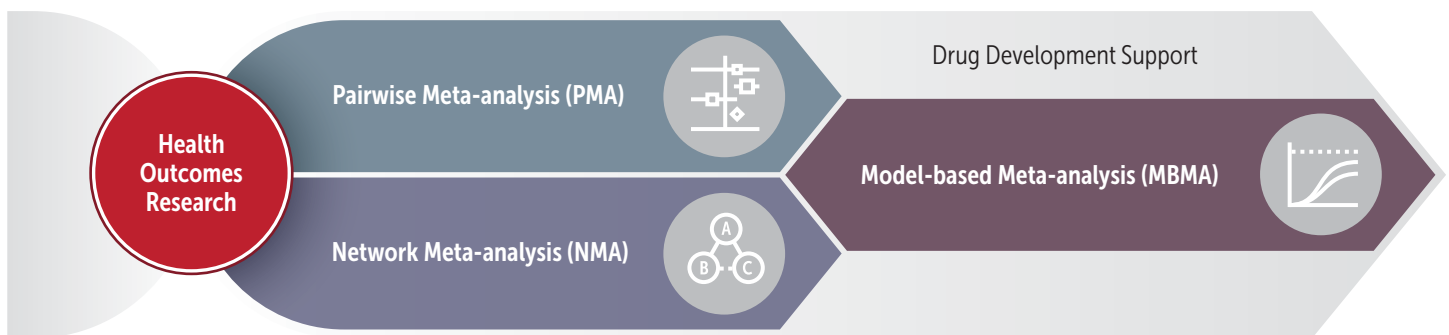 Health
Outcomes
Research
Pairwise Meta-analysis (PMA)
Network Meta-analysis (NMA)
A
B
C
Drug Development Support
Model-based Meta-analysis (MBMA)